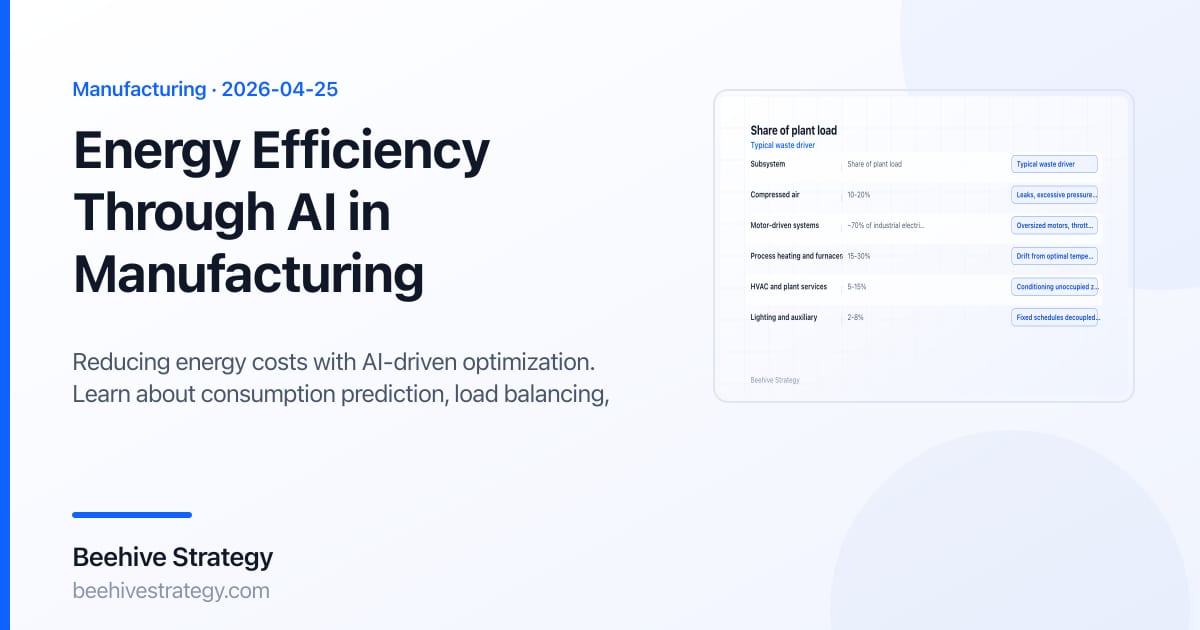 Manufacturing · 2026-04-25
Energy Efficiency
Through AI in
Manufacturing
Reducing energy costs with AI-driven optimization.
Learn about consumption prediction, load balancing,
Beehive Strategy
beehivestrategy.com
Share of plant load
Typical waste driver
Subsystem Share of plant load Typical waste driver
Compressed air 10-20% Leaks, excessive pressure...
Motor-driven systems ~70% of industrial electri... Oversized motors, thrott...
Process heating and furnaces 15-30% Drift from optimal tempe...
HVAC and plant services 5-15% Conditioning unoccupied z...
Lighting and auxiliary 2-8% Fixed schedules decoupled...
Beehive Strategy